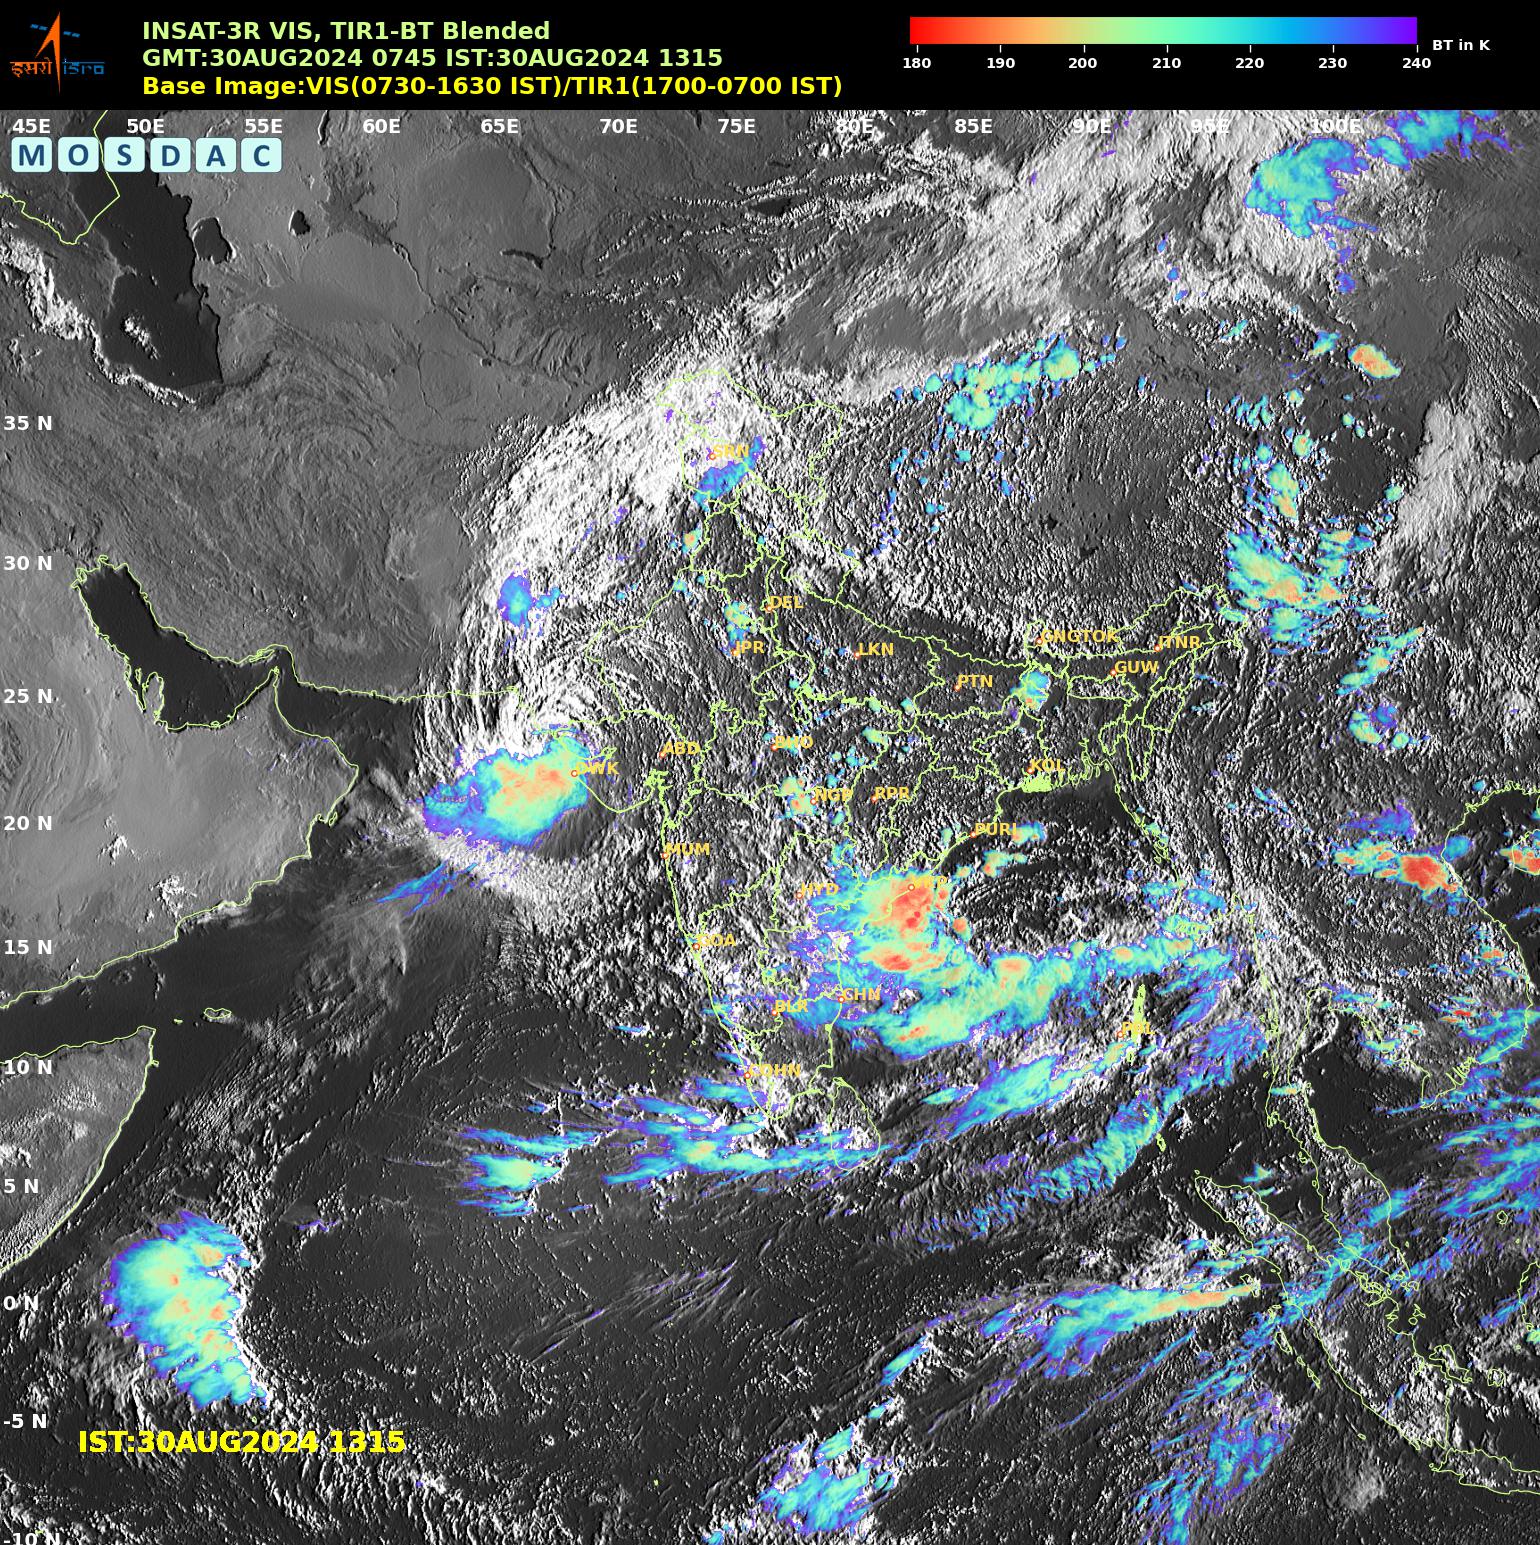 INSAT-3R VIS, TIR1-BT Blended
GMT:30AUG2024 0745 IST:30AUG2024 1315
Base Image:VIS(0730-1630 IST)/TIR1(1700-0700 IST)
इसरो isro
BT in K
180 190 200 210 220 230 240
45E 50E 55E 60E 65E 70E 75E 80E 85E 90E 95E 100E
M O S D A C
35 N
SRN
30 N
DEL
GNGTOK
ITNR
JPR
LKN
GUW
PTN
25 N
ABD
BHO
DWK
KOL
NGP
RPR
20 N
PURI
MUM
HYD
15 N
GOA
CHN
BLR
PBL
10 N
COHN
5 N
0 N
-5 N
IST:30AUG2024 1315
-10 N